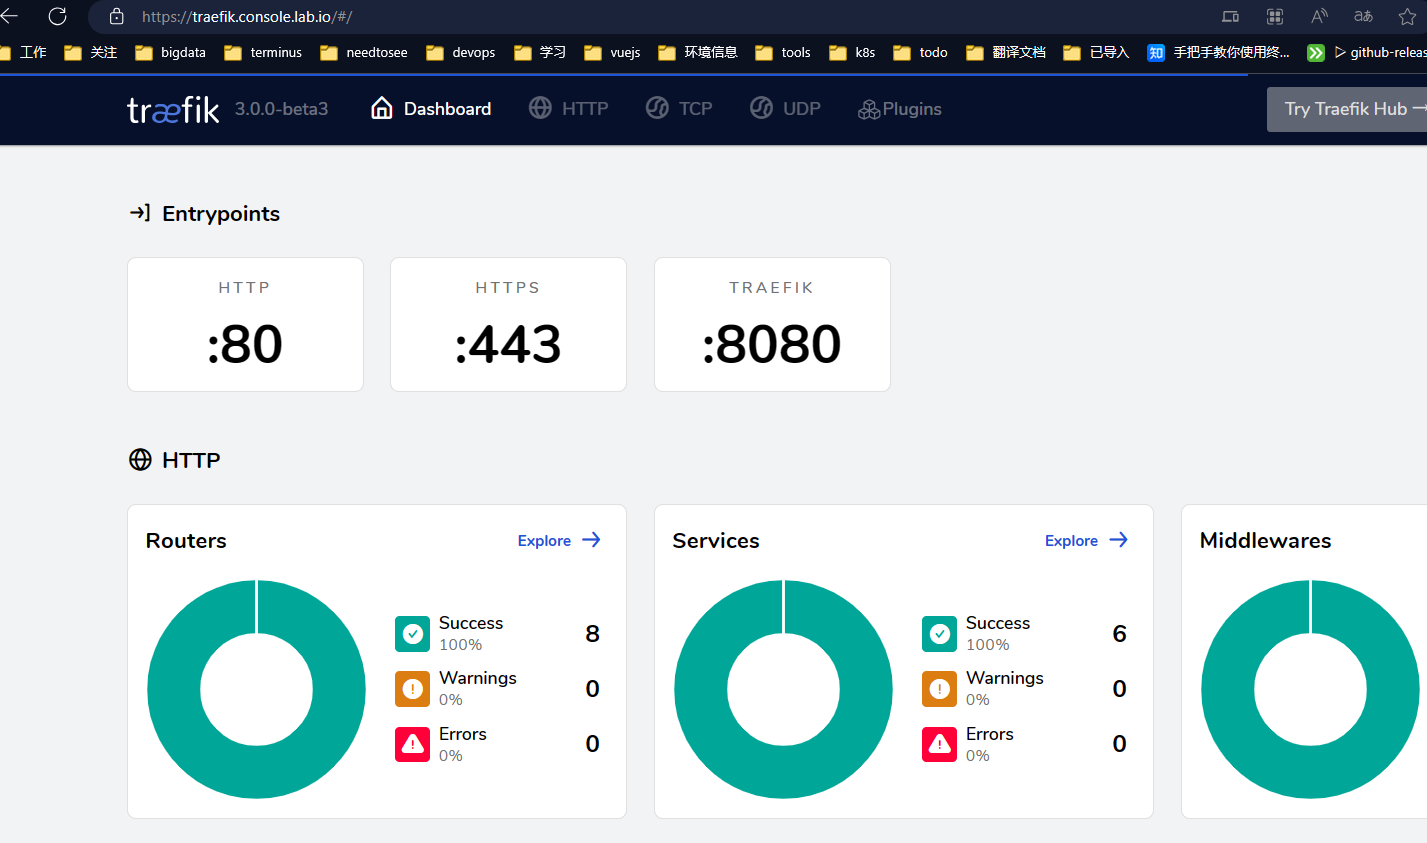 https://traefik.console.lab.io/#/
工作 关注 bigdata terminus needtosee devops 学习 vuejs 环境信息 tools k8s todo 翻译文档 已导入 知 手把手教你使用终... github-releas
træfik 3.0.0-beta3 Dashboard HTTP TCP UDP Plugins Try Traefik Hub
Entrypoints
HTTP HTTPS TRAEFIK
:80 :443 :8080
HTTP
Routers Explore Services Explore Middlewares
Success 8 Success 6
100% 100%
Warnings 0 Warnings 0
0% 0%
Errors 0 Errors 0
0% 0%